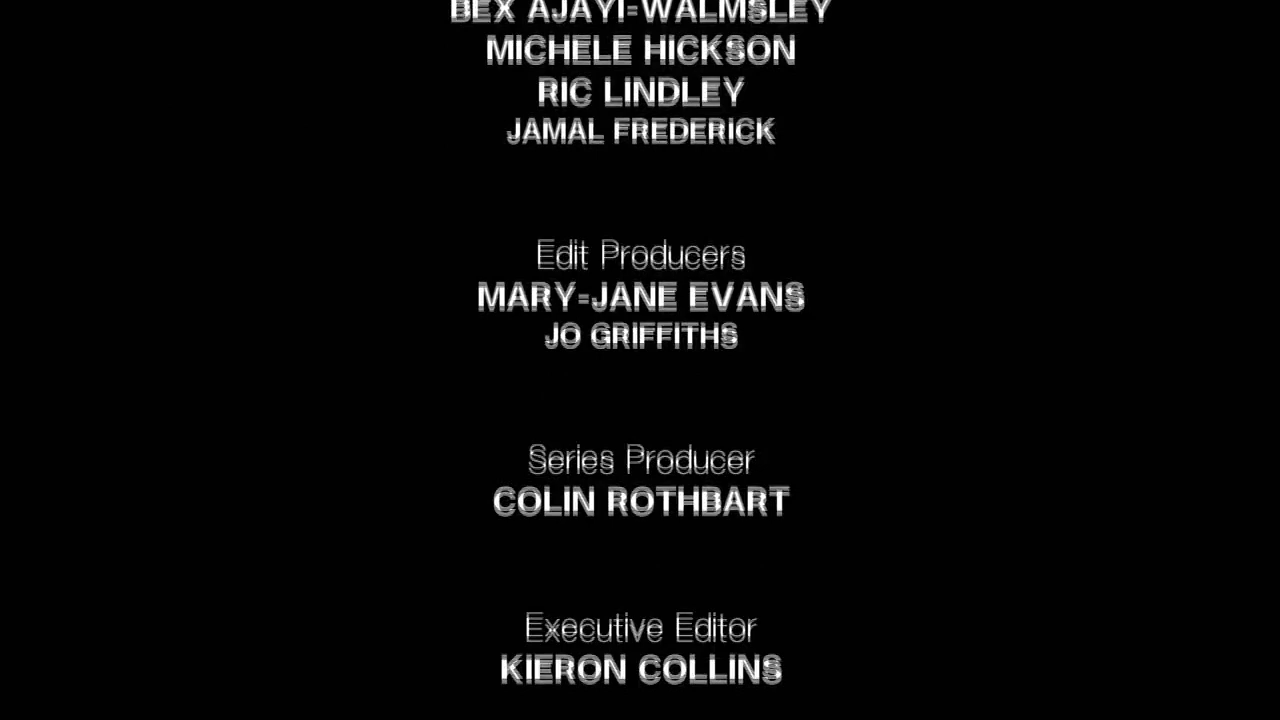 BEX AJAYI-WALMSLEY
MICHELE HICKSON
RIC LINDLEY
JAMAL FREDERICK
Edit Producers
MARY-JANE EVANS
JO GRIFFITHS
Series Producer
COLIN ROTHBART
Executive Editor
KIERON COLLINS